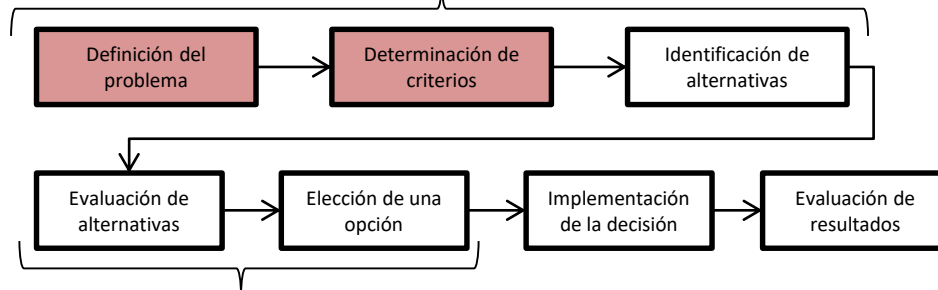 Definición del
problema
Determinación de
criterios
Identificación de
alternativas
Evaluación de
alternativas
Elección de una
opción
Implementación
de la decisión
Evaluación de
resultados